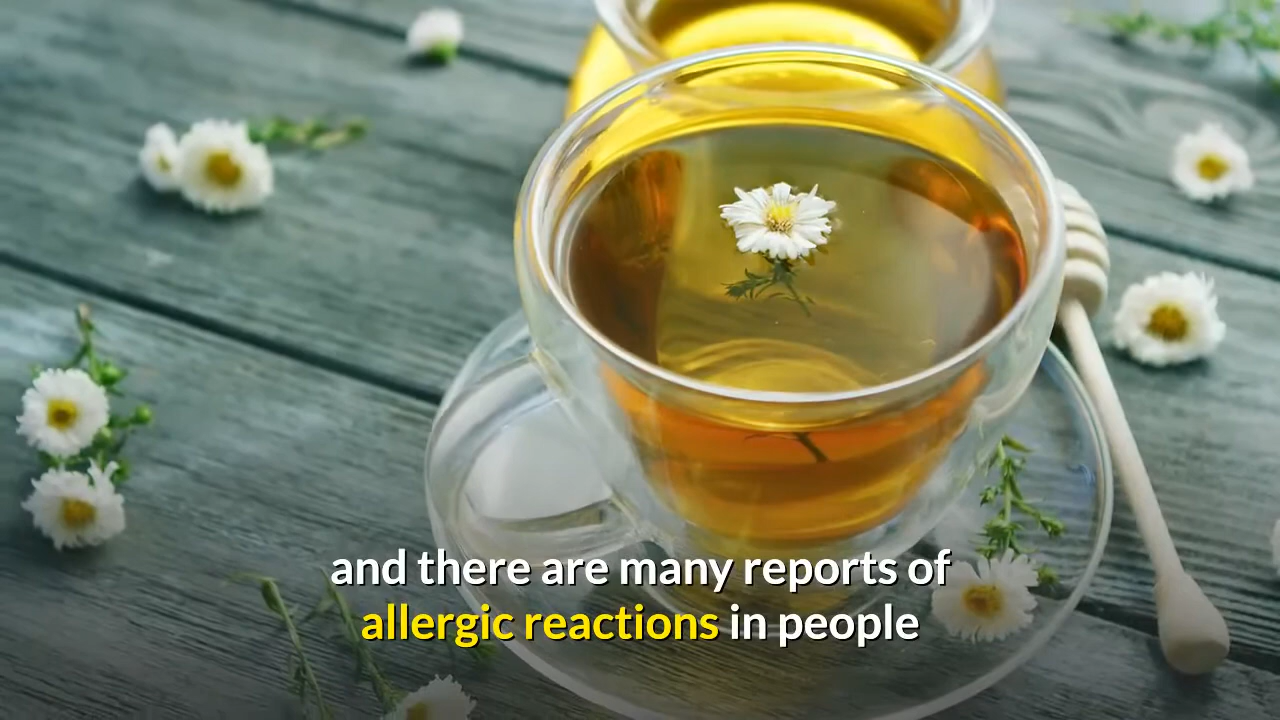 and there are many reports of
allergic reactions in people